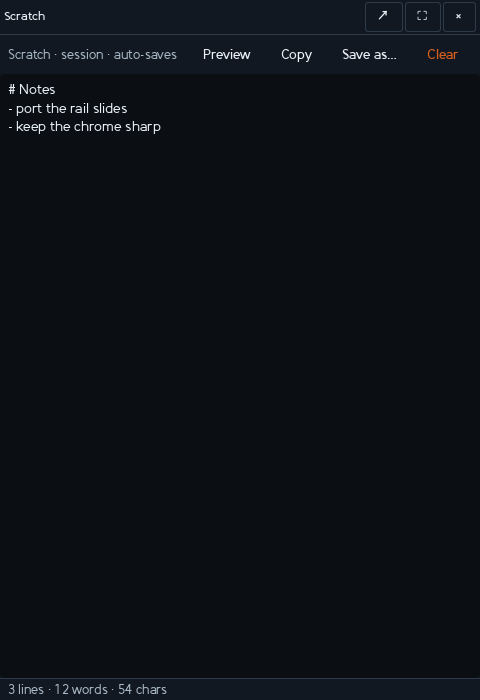 Scratch
Scratch · session · auto-saves Preview Copy Save as... Clear
# Notes
- port the rail slides
- keep the chrome sharp
3 lines · 12 words · 54 chars